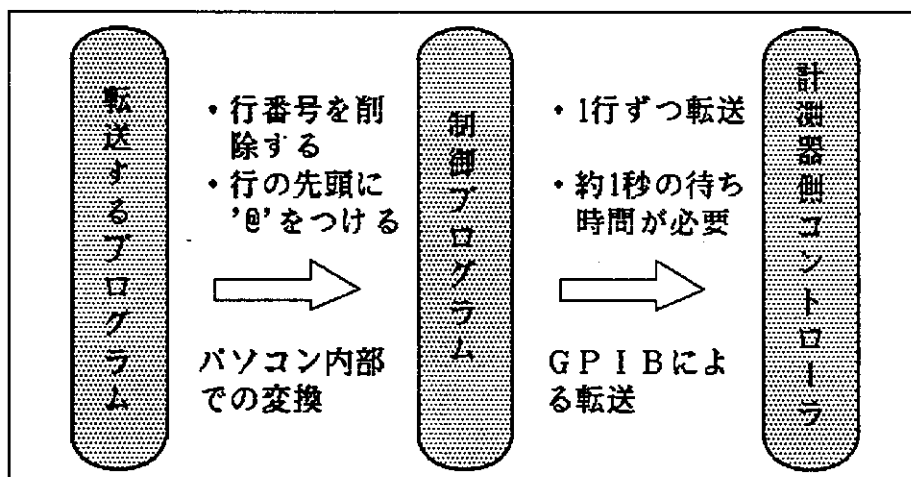 転送するプログラム
・行番号を削
除する
・行の先頭に
'@'をつける
パソコン内部
での変換
制御プログラム
・1行ずつ転送
・約1秒の待ち
時間が必要
GPIBによ
る転送
計測器側コントローラ